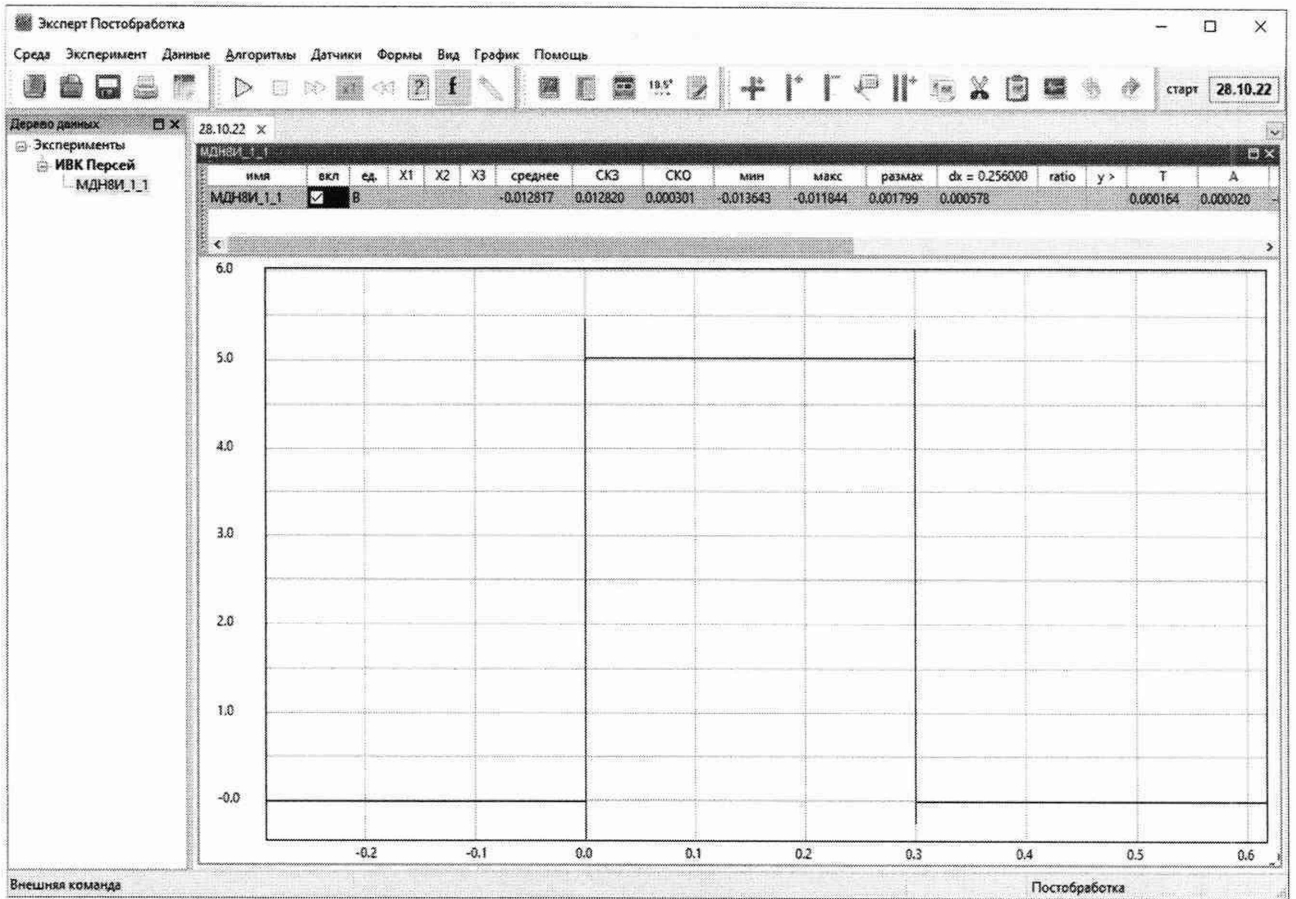 Эксперт Постобработка
Среда Эксперимент Данные Алгоритмы Датчики Формы Вид График Помощь
x1 ? f 19.5° старт 28.10.22
Дерево данных
Эксперименты
ИВК Персей
МДН8И_1_1
28.10.22 ×
МДН8И_1_1
имя вкл ед. X1 X2 X3 среднее СКЗ СКО мин макс размах dx = 0.256000 ratio y > T A
МДН8И_1_1 В -0.012817 0.012820 0.000301 -0.013643 -0.011844 0.001799 0.000578 0.000164 0.000020
6.0
5.0
4.0
3.0
2.0
1.0
-0.0
-0.2 -0.1 0.0 0.1 0.2 0.3 0.4 0.5 0.6
Внешняя команда Постобработка